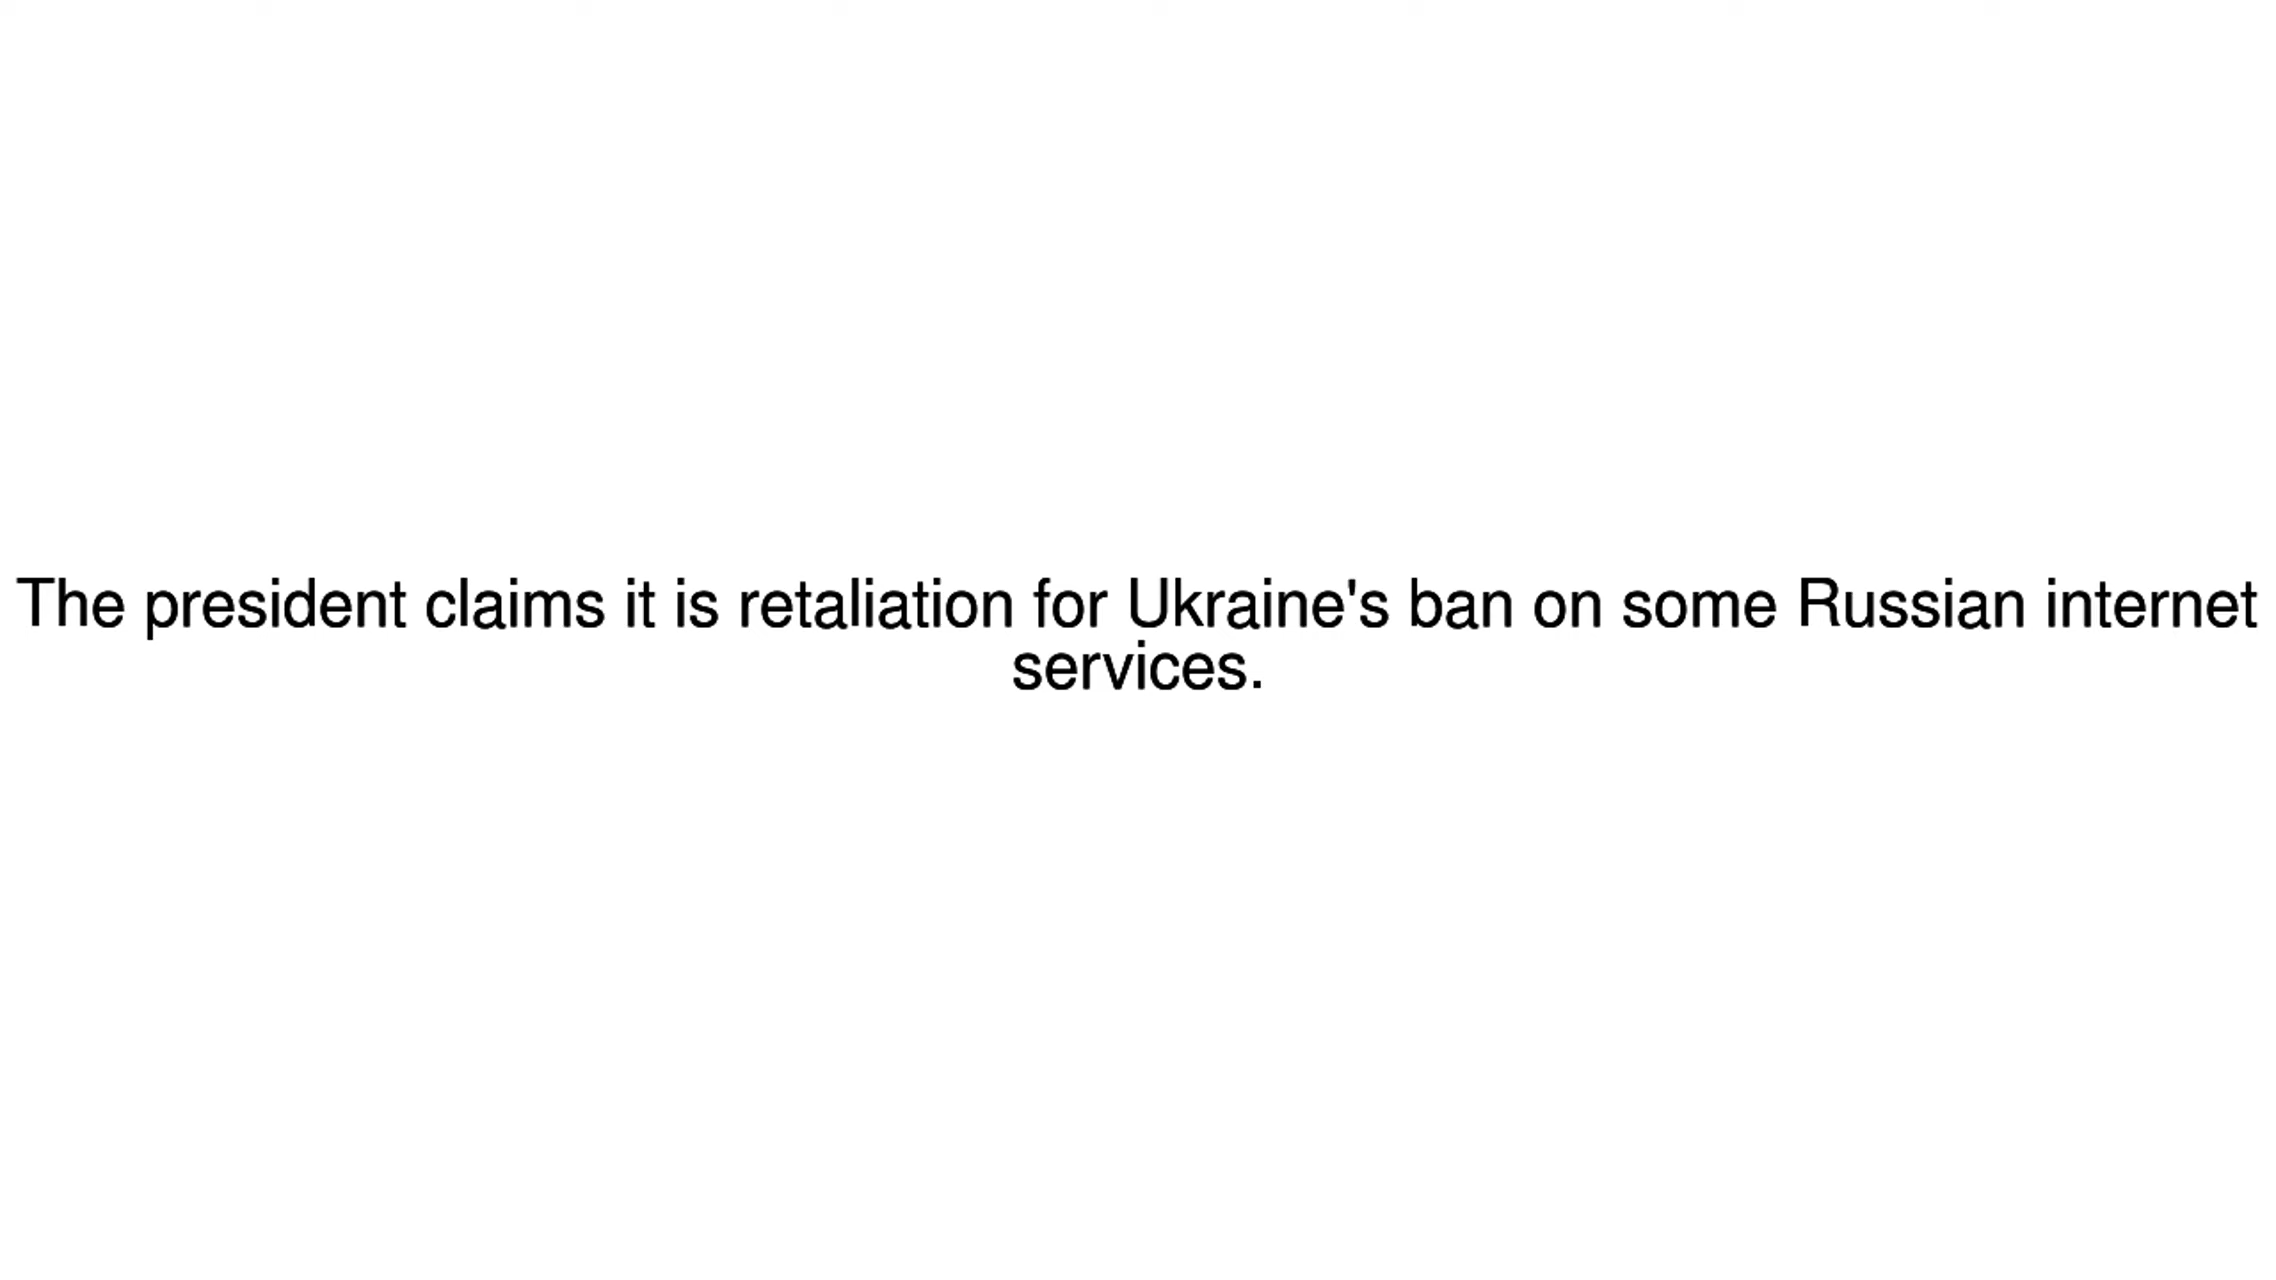 The president claims it is retaliation for Ukraine's ban on some Russian internet
services.